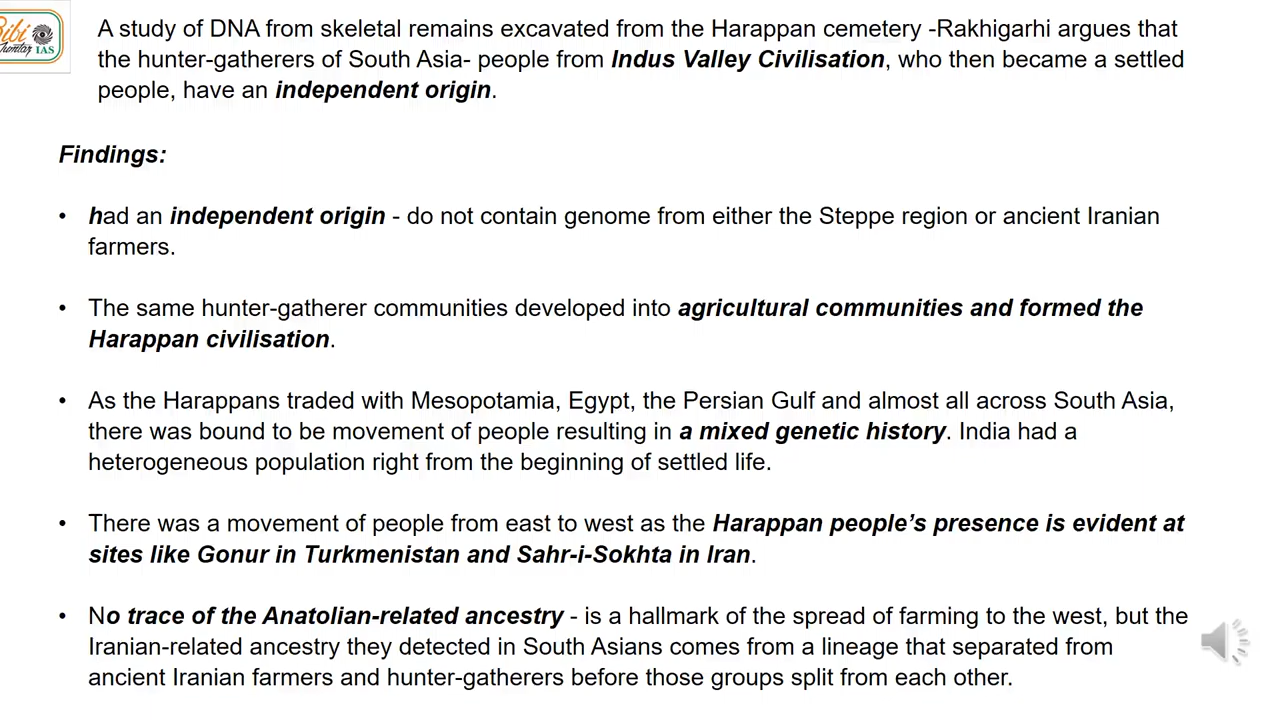 Bibi
IAS
A study of DNA from skeletal remains excavated from the Harappan cemetery -Rakhigarhi argues that
the hunter-gatherers of South Asia- people from Indus Valley Civilisation, who then became a settled
people, have an independent origin.
Findings:
• had an independent origin - do not contain genome from either the Steppe region or ancient Iranian
farmers.
• The same hunter-gatherer communities developed into agricultural communities and formed the
Harappan civilisation.
• As the Harappans traded with Mesopotamia, Egypt, the Persian Gulf and almost all across South Asia,
there was bound to be movement of people resulting in a mixed genetic history. India had a
heterogeneous population right from the beginning of settled life.
• There was a movement of people from east to west as the Harappan people’s presence is evident at
sites like Gonur in Turkmenistan and Sahr-i-Sokhta in Iran.
• No trace of the Anatolian-related ancestry - is a hallmark of the spread of farming to the west, but the
Iranian-related ancestry they detected in South Asians comes from a lineage that separated from
ancient Iranian farmers and hunter-gatherers before those groups split from each other.